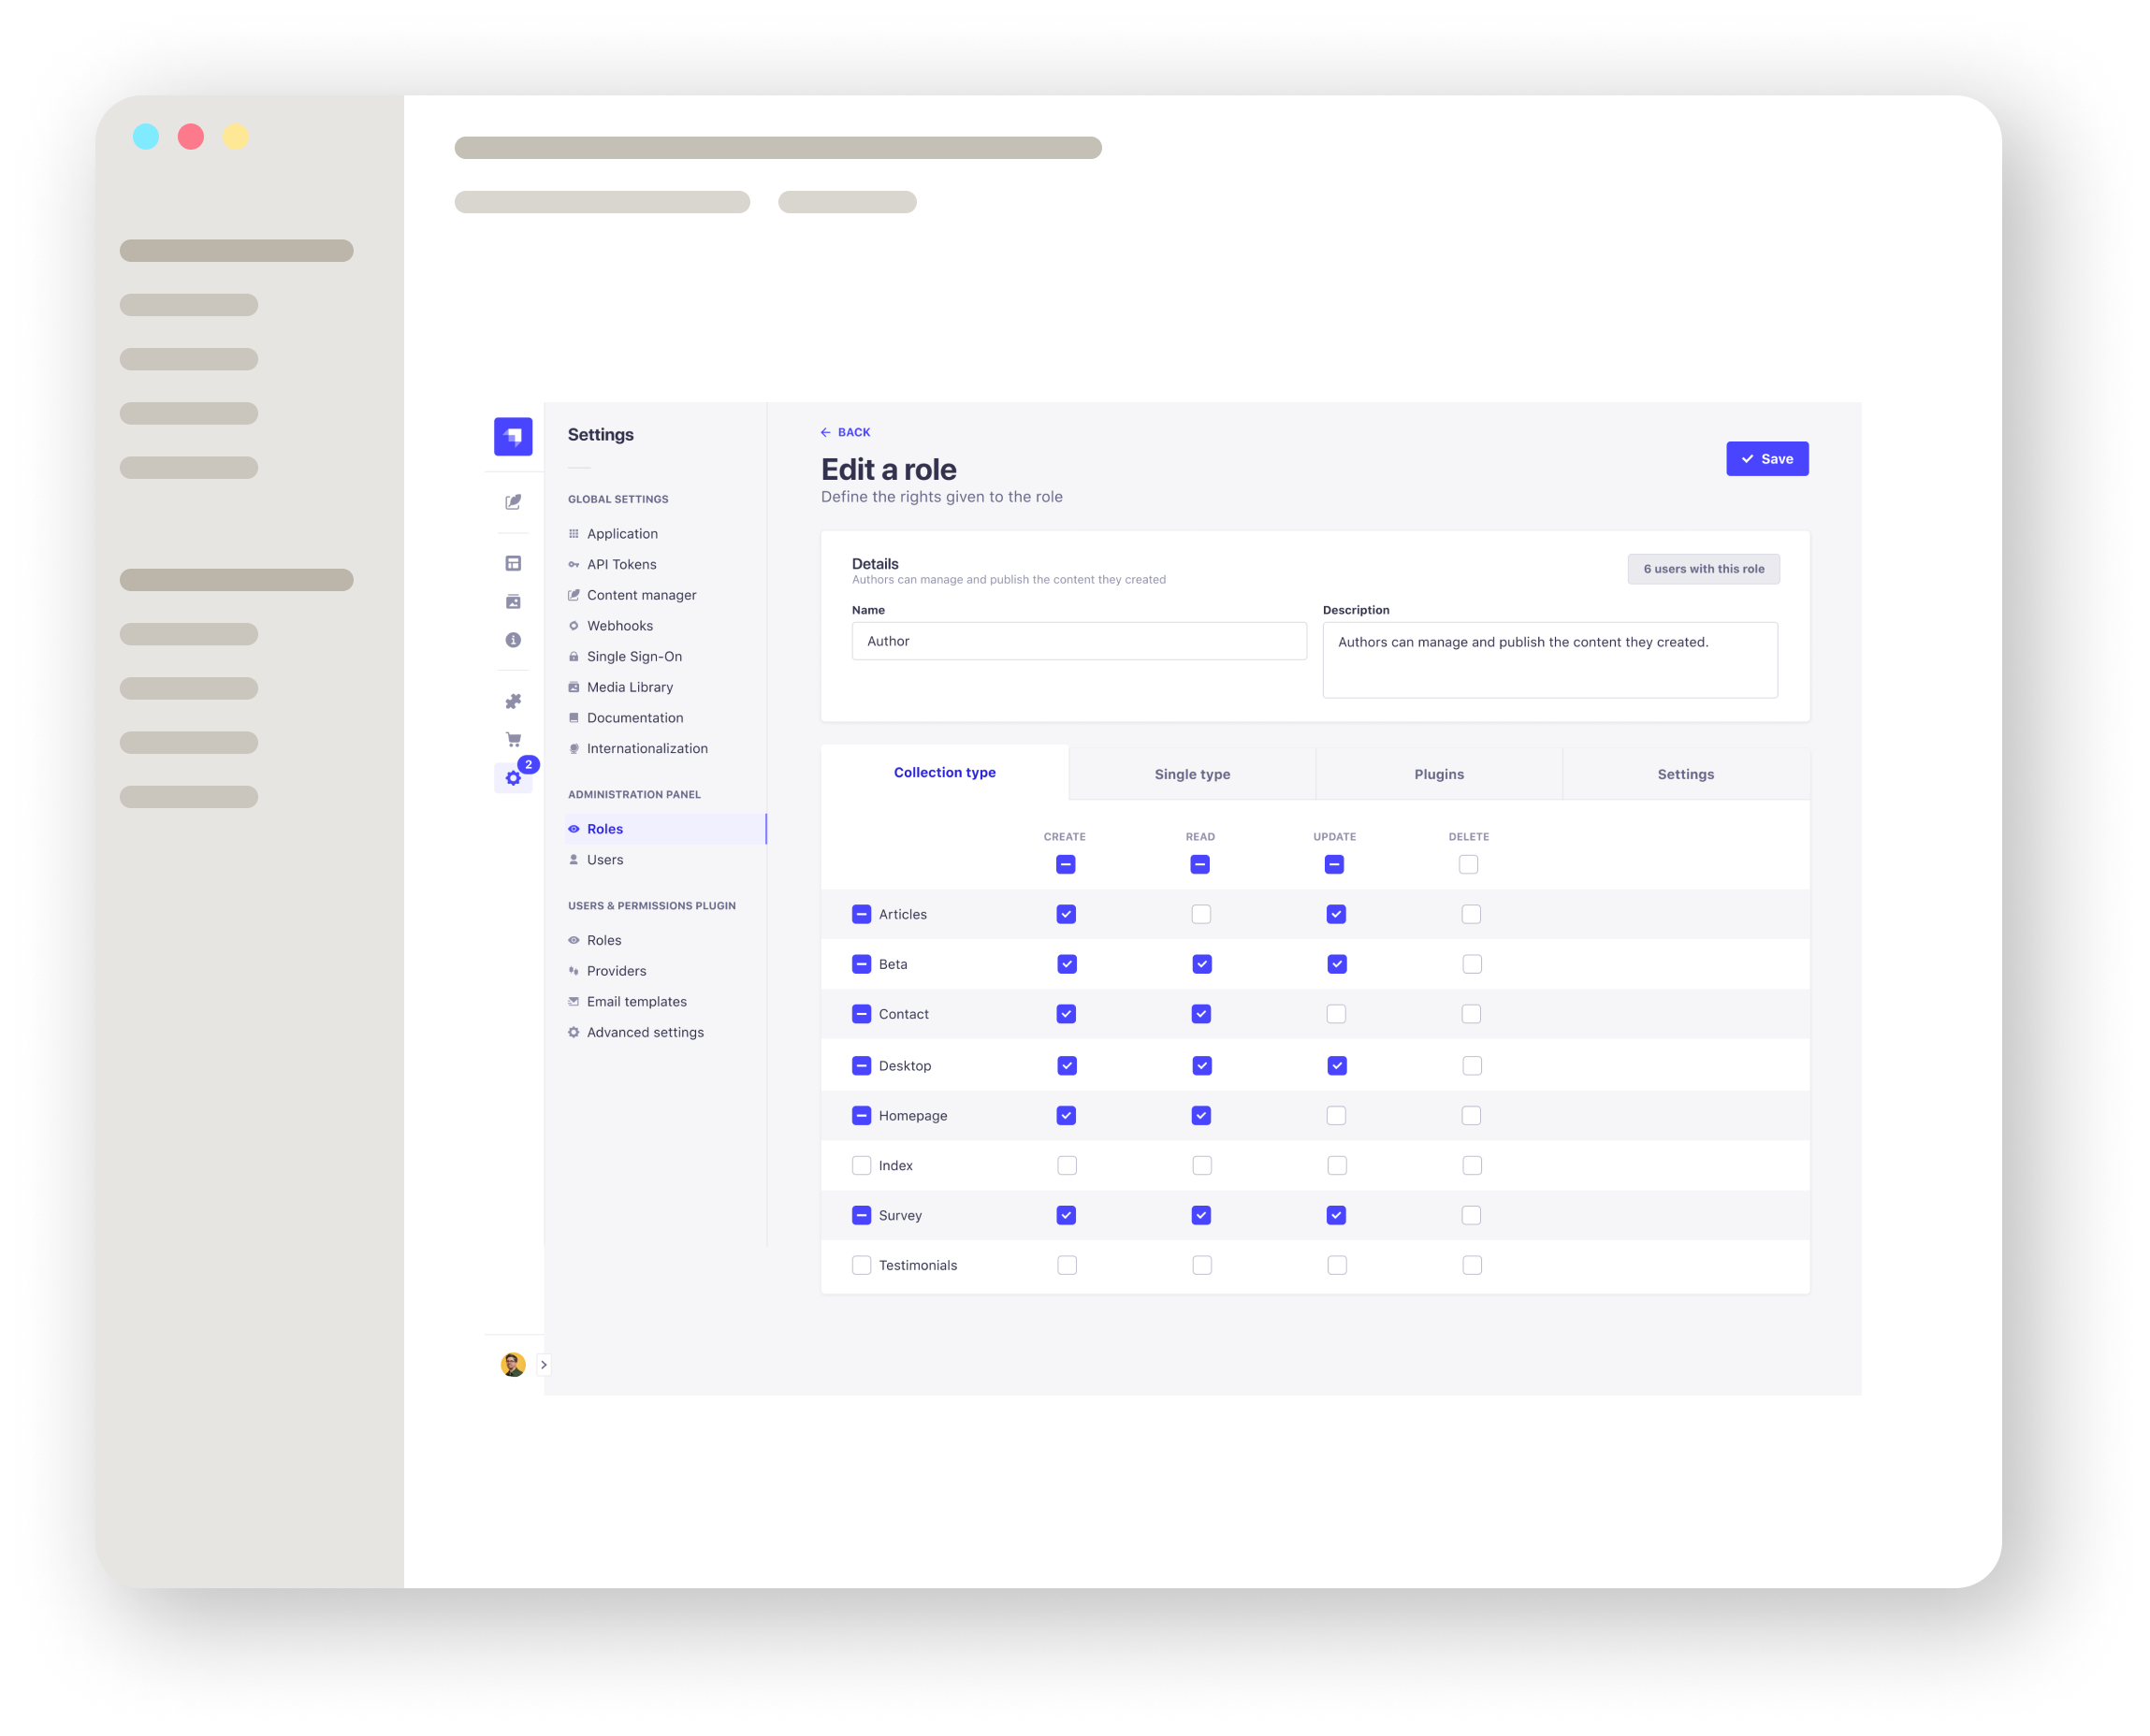 Settings
GLOBAL SETTINGS
Application
API Tokens
Content manager
Webhooks
Single Sign-On
Media Library
Documentation
Internationalization
2
ADMINISTRATION PANEL
Roles
Users
USERS & PERMISSIONS PLUGIN
Roles
Providers
Email templates
Advanced settings
BACK
Edit a role
Define the rights given to the role
Save
Details
Authors can manage and publish the content they created
6 users with this role
Name
Author
Description
Authors can manage and publish the content they created.
Collection type Single type Plugins Settings
CREATE READ UPDATE DELETE
Articles
Beta
Contact
Desktop
Homepage
Index
Survey
Testimonials